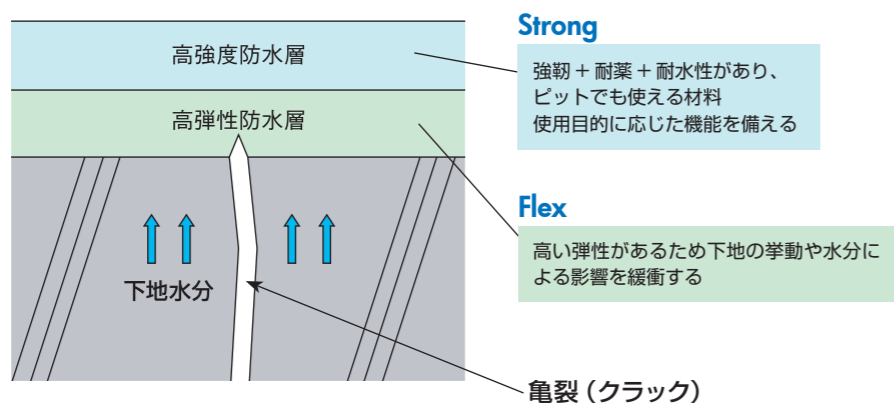 高強度防水層
高弾性防水層
下地水分
Strong
強靭＋耐薬＋耐水性があり、
ピットでも使える材料
使用目的に応じた機能を備える
Flex
高い弾性があるため下地の挙動や水分に
よる影響を緩衝する
亀裂（クラック）